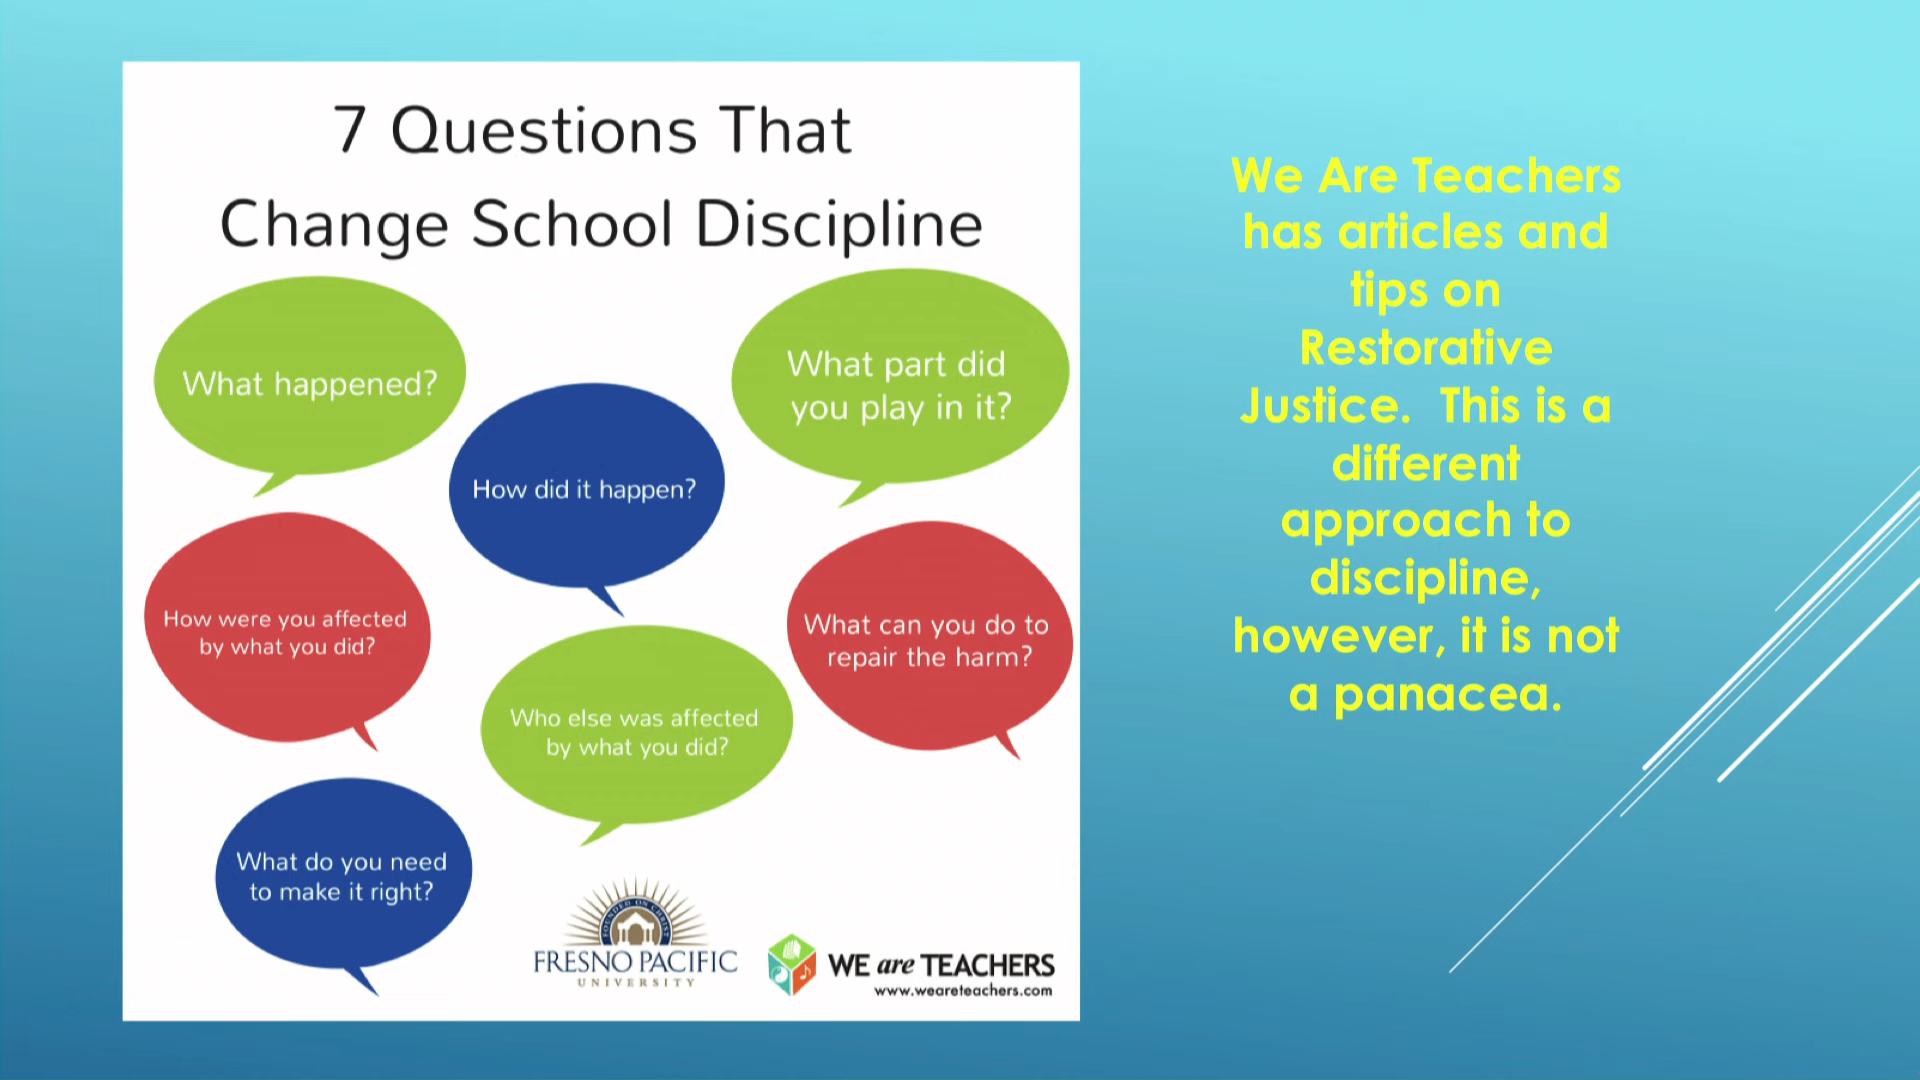 7 Questions That
Change School Discipline
What happened?
What part did
you play in it?
How did it happen?
How were you affected
by what you did?
What can you do to
repair the harm?
Who else was affected
by what you did?
What do you need
to make it right?
FOUNDED ON CHRIST
FRESNO PACIFIC
UNIVERSITY
WE are TEACHERS
www.weareteachers.com
We Are Teachers
has articles and
tips on
Restorative
Justice.  This is a
different
approach to
discipline,
however, it is not
a panacea.